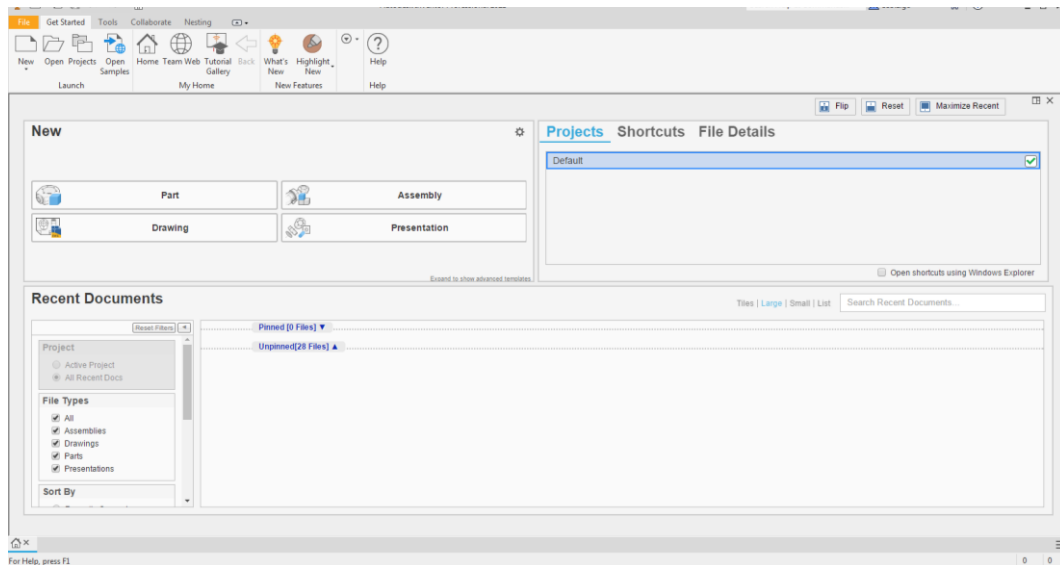 File Get Started Tools Collaborate Nesting
New Open Projects Open Samples Home Team Web Tutorial Gallery Back What's New Highlight New Help
Launch My Home New Features Help
Flip Reset Maximize Recent
New
Part Assembly
Drawing Presentation
Expand to show advanced templates
Projects Shortcuts File Details
Default
Open shortcuts using Windows Explorer
Recent Documents
Tiles | Large | Small | List Search Recent Documents...
Reset Filters
Project
Active Project
All Recent Docs
File Types
All
Assemblies
Drawings
Parts
Presentations
Sort By
Pinned [0 Files] ▼
Unpinned[28 Files] ▲
For Help, press F1 0 0